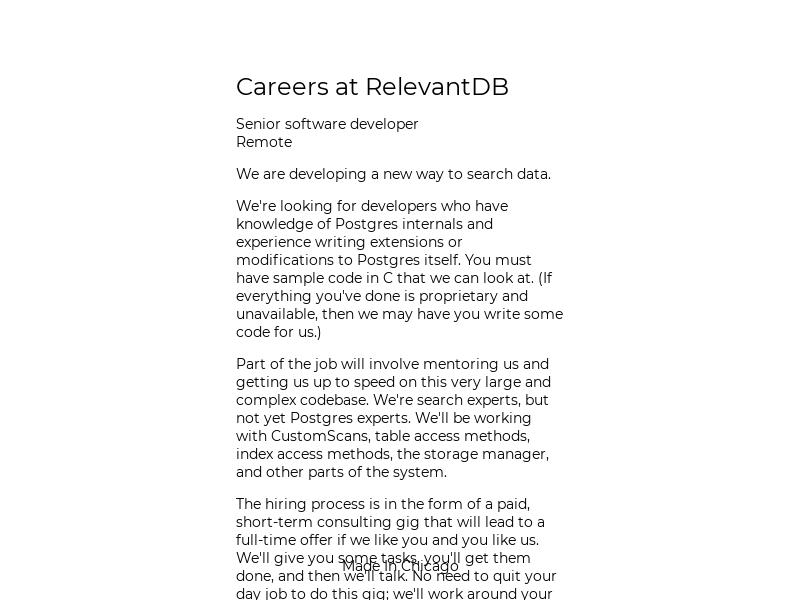 Careers at RelevantDB
Senior software developer
Remote
We are developing a new way to search data.
We're looking for developers who have
knowledge of Postgres internals and
experience writing extensions or
modifications to Postgres itself. You must
have sample code in C that we can look at. (If
everything you've done is proprietary and
unavailable, then we may have you write some
code for us.)
Part of the job will involve mentoring us and
getting us up to speed on this very large and
complex codebase. We're search experts, but
not yet Postgres experts. We'll be working
with CustomScans, table access methods,
index access methods, the storage manager,
and other parts of the system.
The hiring process is in the form of a paid,
short-term consulting gig that will lead to a
full-time offer if we like you and you like us.
We'll give you some tasks, you'll get them
Made in Chicago
done, and then we'll talk. No need to quit your
day job to do this gig; we'll work around your